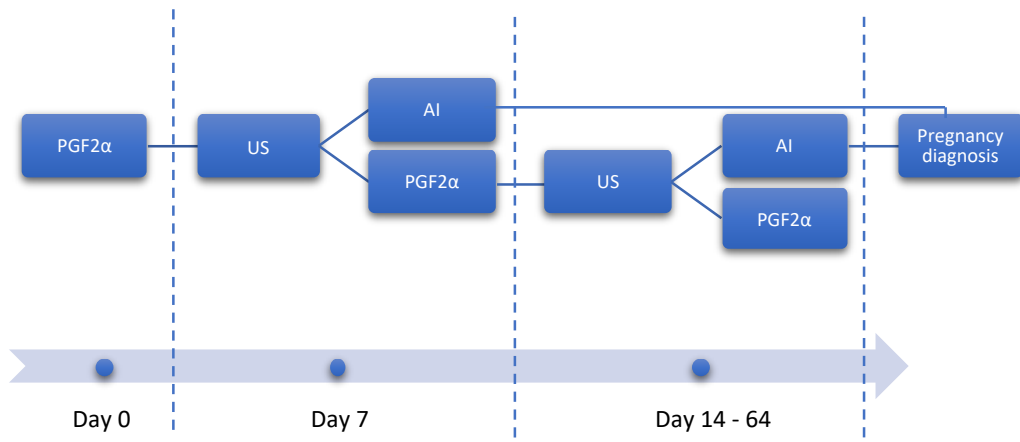 AI
PGF2α
US
PGF2α
AI
US
PGF2α
Pregnancy
diagnosis
Day 0
Day 7
Day 14 - 64